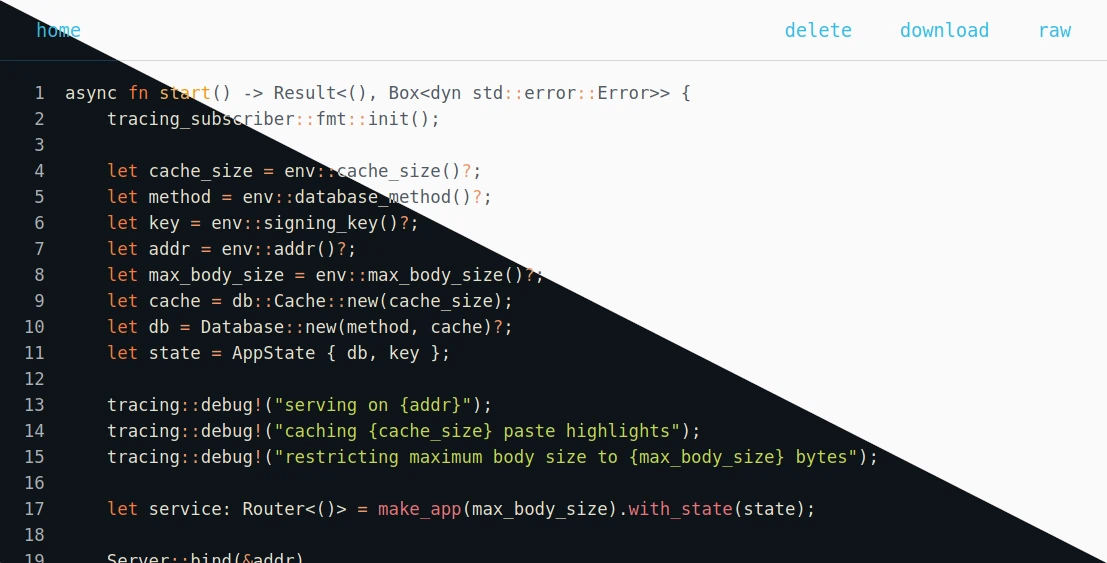 home delete download raw
1 async fn start() -> Result<(), Box<dyn std::error::Error>> {
2     tracing_subscriber::fmt::init();
3
4     let cache_size = env::cache_size()?;
5     let method = env::database_method()?;
6     let key = env::signing_key()?;
7     let addr = env::addr()?;
8     let max_body_size = env::max_body_size()?;
9     let cache = db::Cache::new(cache_size);
10     let db = Database::new(method, cache)?;
11     let state = AppState { db, key };
12
13     tracing::debug!("serving on {addr}");
14     tracing::debug!("caching {cache_size} paste highlights");
15     tracing::debug!("restricting maximum body size to {max_body_size} bytes");
16
17     let service: Router<()> = make_app(max_body_size).with_state(state);
18
19     Server::bind(&addr)